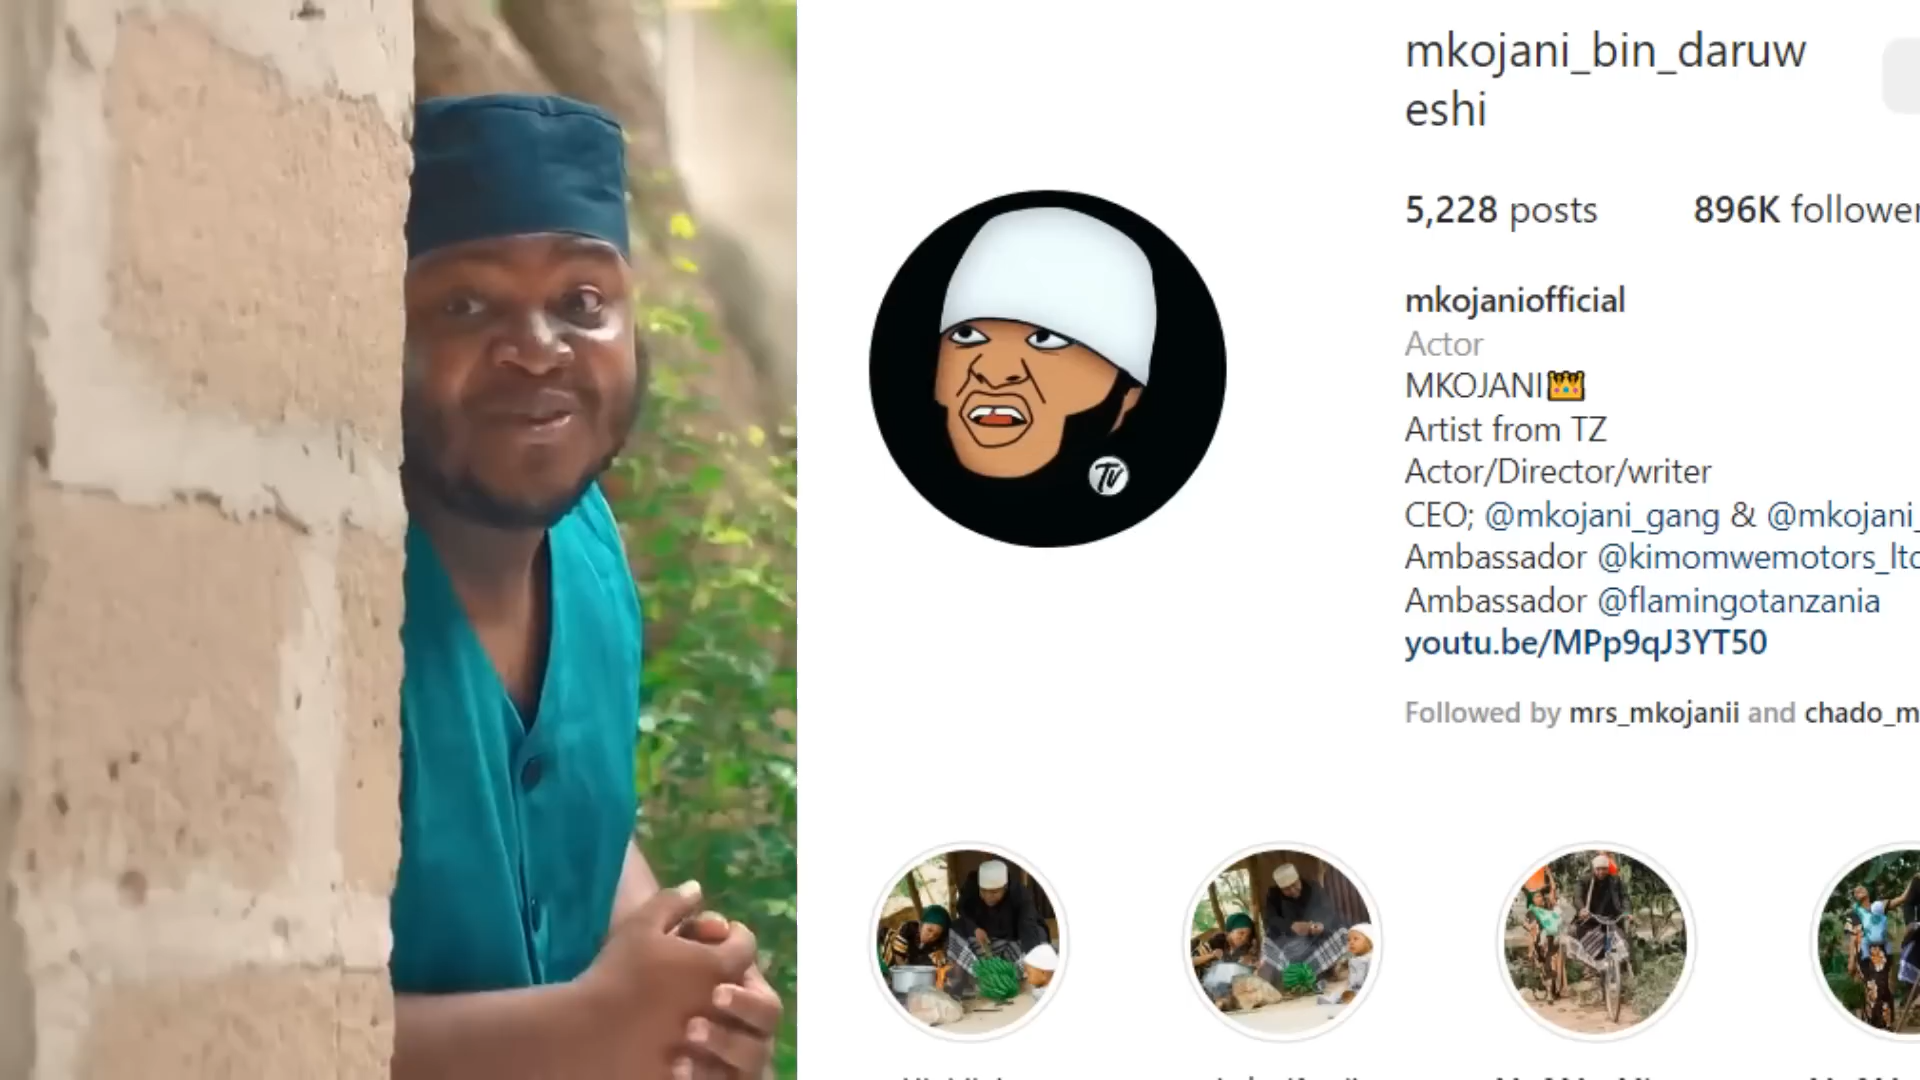 mkojani_bin_daruw
eshi
5,228 posts 896K follower
mkojaniofficial
Actor
MKOJANI👑
Artist from TZ
Actor/Director/writer
CEO; @mkojani_gang & @mkojani_
Ambassador @kimomwemotors_ltd
Ambassador @flamingotanzania
youtu.be/MPp9qJ3YT50
Followed by mrs_mkojanii and chado_m
TV